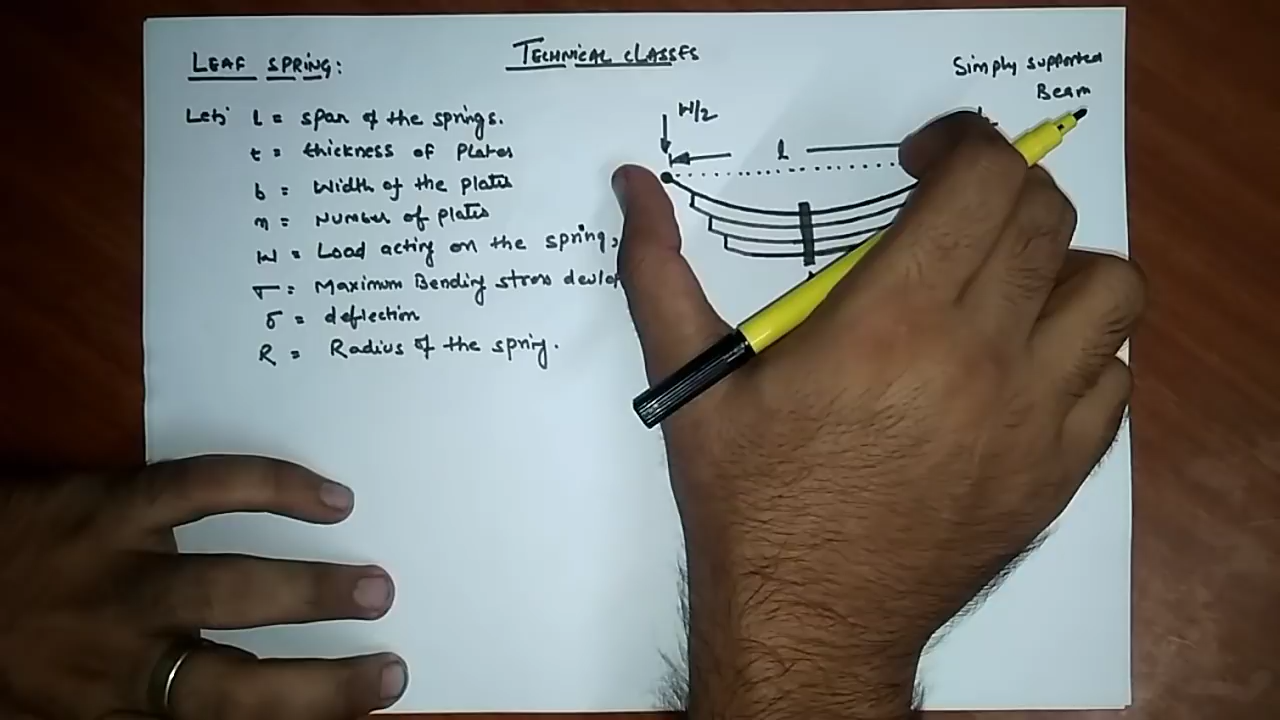 LEAF SPRING:
TECHNICAL CLASSES
Simply supported
Beam
Let's l = span of the springs.
t = thickness of Plates
b = Width of the plates
n = Number of plates
W = Load acting on the spring,
σ = Maximum Bending stress
δ = deflection
R = Radius of the spring.
W/2
l